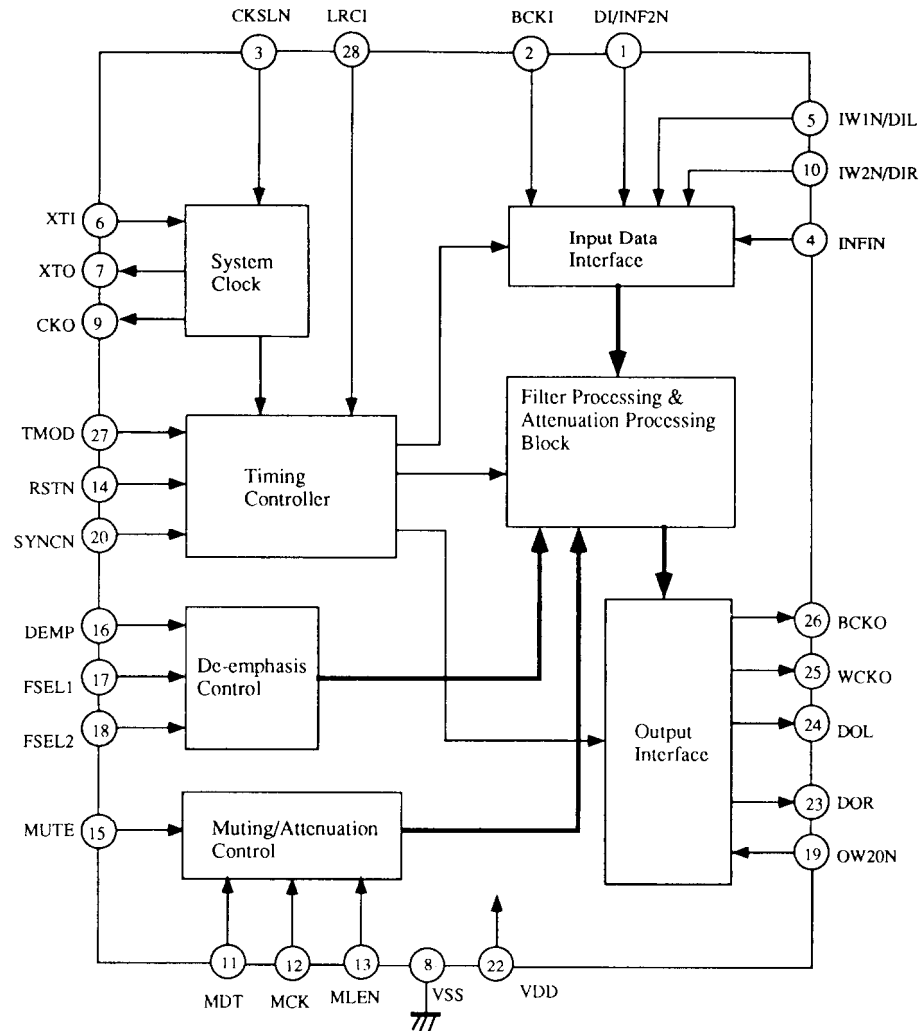 CKSLN LRCI BCKI DI/INF2N
3 28 2 1
5 IW1N/DIL
10 IW2N/DIR
XTI 6
4 INFIN
Input Data
Interface
System
Clock
XTO 7
CKO 9
Filter Processing &
Attenuation Processing
Block
TMOD 27
Timing
Controller
RSTN 14
SYNCN 20
DEMP 16
26 BCKO
De-emphasis
Control
FSEL1 17
25 WCKO
FSEL2 18
24 DOL
Output
Interface
23 DOR
MUTE 15
Muting/Attenuation
Control
19 OW20N
11 12 13 8 22
MDT MCK MLEN VSS VDD